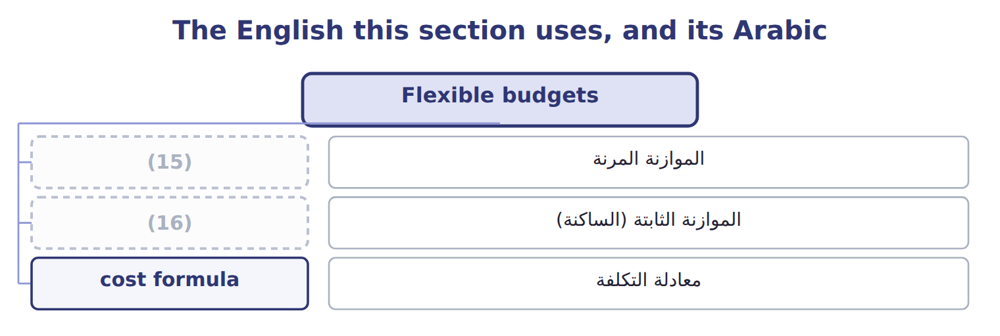 The English this section uses, and its Arabic
Flexible budgets
(15)
الموازنة المرنة
(16)
الموازنة الثابتة (الساكنة)
cost formula
معادلة التكلفة